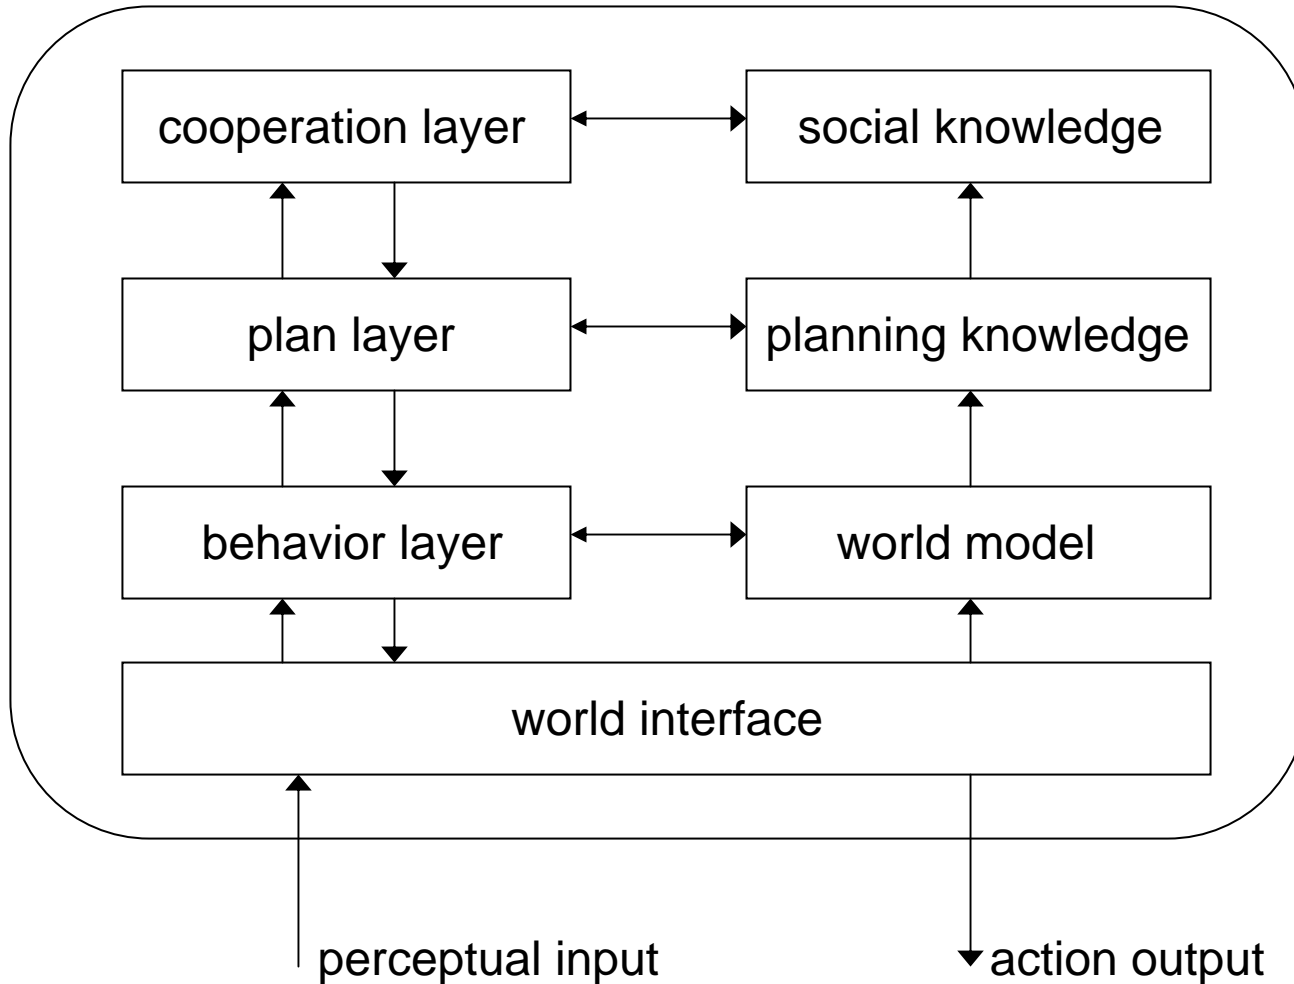 cooperation layer
social knowledge
plan layer
planning knowledge
behavior layer
world model
world interface
perceptual input
action output